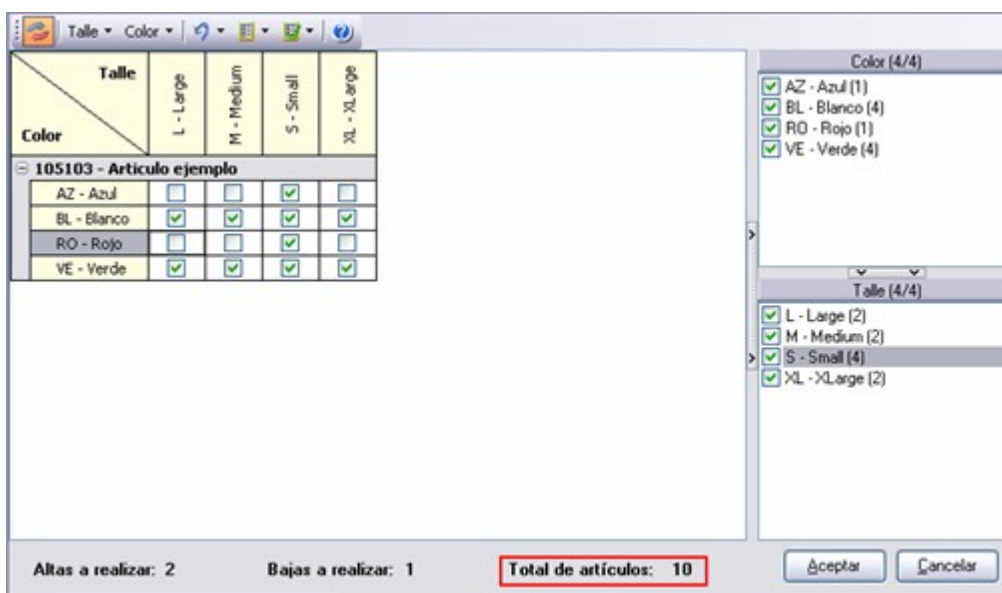 Talle Color
Talle
Color
L - Large
M - Medium
S - Small
XL - XLarge
105103 - Articulo ejemplo
AZ - Azul
BL - Blanco
RO - Rojo
VE - Verde
Color (4/4)
AZ - Azul (1)
BL - Blanco (4)
RO - Rojo (1)
VE - Verde (4)
Talle (4/4)
L - Large (2)
M - Medium (2)
S - Small (4)
XL - XLarge (2)
Altas a realizar: 2 Bajas a realizar: 1 Total de artículos: 10 Aceptar Cancelar